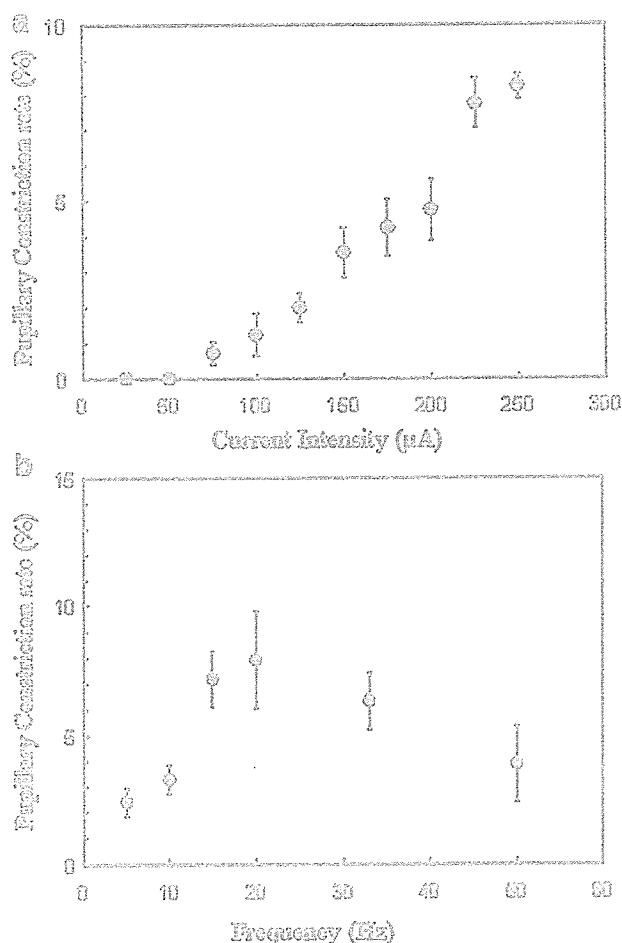 a
Pupillary Constriction rate (%)
10
5
0
0 50 100 150 200 250 300
Current Intensity (µA)
b
Pupillary Constriction rate (%)
15
10
5
0
0 10 20 30 40 50 60
Frequency (Hz)